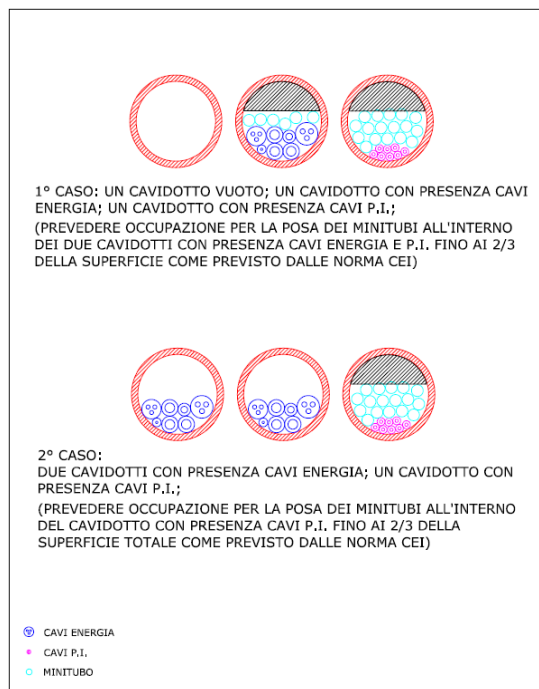 1° CASO: UN CAVIDOTTO VUOTO; UN CAVIDOTTO CON PRESENZA CAVI
ENERGIA; UN CAVIDOTTO CON PRESENZA CAVI P.I.;
(PREVEDERE OCCUPAZIONE PER LA POSA DEI MINITUBI ALL'INTERNO
DEI DUE CAVIDOTTI CON PRESENZA CAVI ENERGIA E P.I. FINO AI 2/3
DELLA SUPERFICIE COME PREVISTO DALLE NORMA CEI)
2° CASO:
DUE CAVIDOTTI CON PRESENZA CAVI ENERGIA; UN CAVIDOTTO CON
PRESENZA CAVI P.I.;
(PREVEDERE OCCUPAZIONE PER LA POSA DEI MINITUBI ALL'INTERNO
DEL CAVIDOTTO CON PRESENZA CAVI P.I. FINO AI 2/3 DELLA
SUPERFICIE TOTALE COME PREVISTO DALLE NORMA CEI)
CAVI ENERGIA
CAVI P.I.
MINITUBO